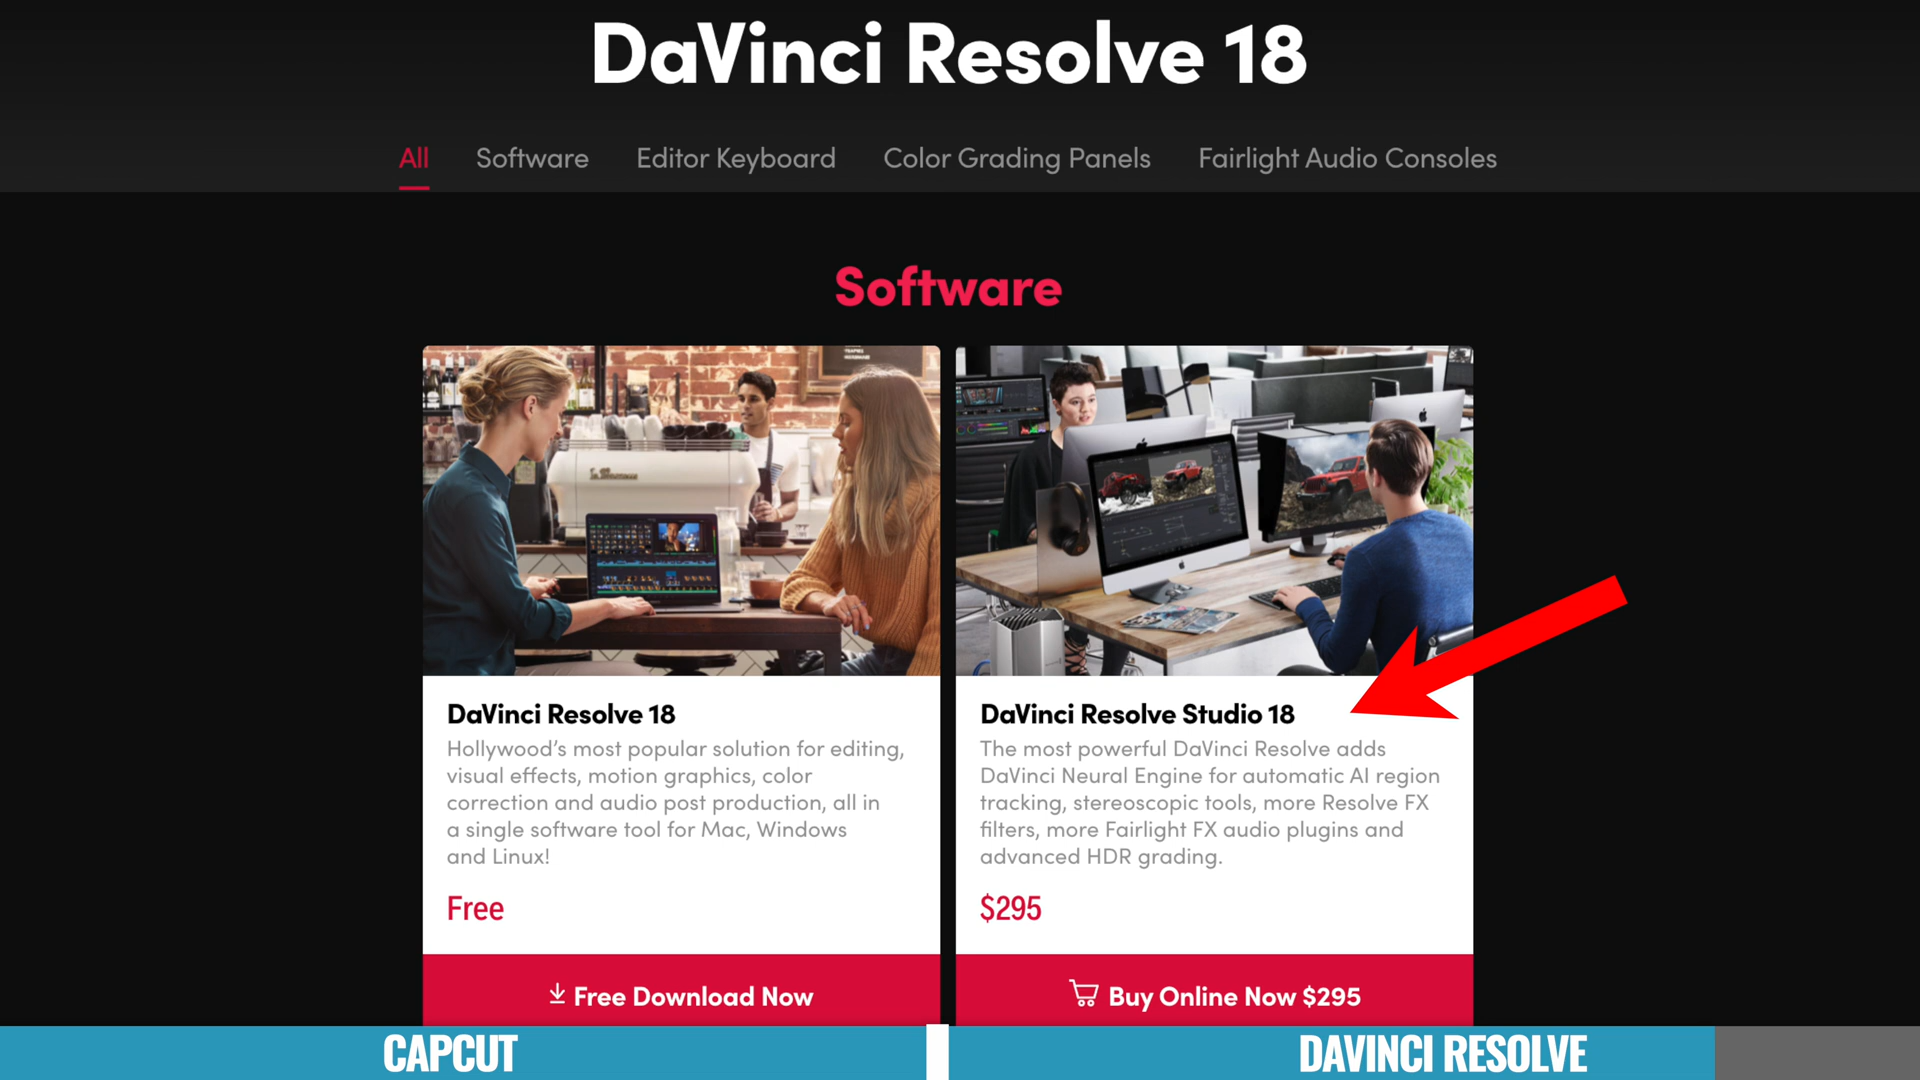 DaVinci Resolve 18
All Software Editor Keyboard Color Grading Panels Fairlight Audio Consoles
Software
DaVinci Resolve 18
Hollywood's most popular solution for editing,
visual effects, motion graphics, color
correction and audio post production, all in
a single software tool for Mac, Windows
and Linux!
Free
Free Download Now
DaVinci Resolve Studio 18
The most powerful DaVinci Resolve adds
DaVinci Neural Engine for automatic AI region
tracking, stereoscopic tools, more Resolve FX
filters, more Fairlight FX audio plugins and
advanced HDR grading.
$295
Buy Online Now $295
CAPCUT
DAVINCI RESOLVE